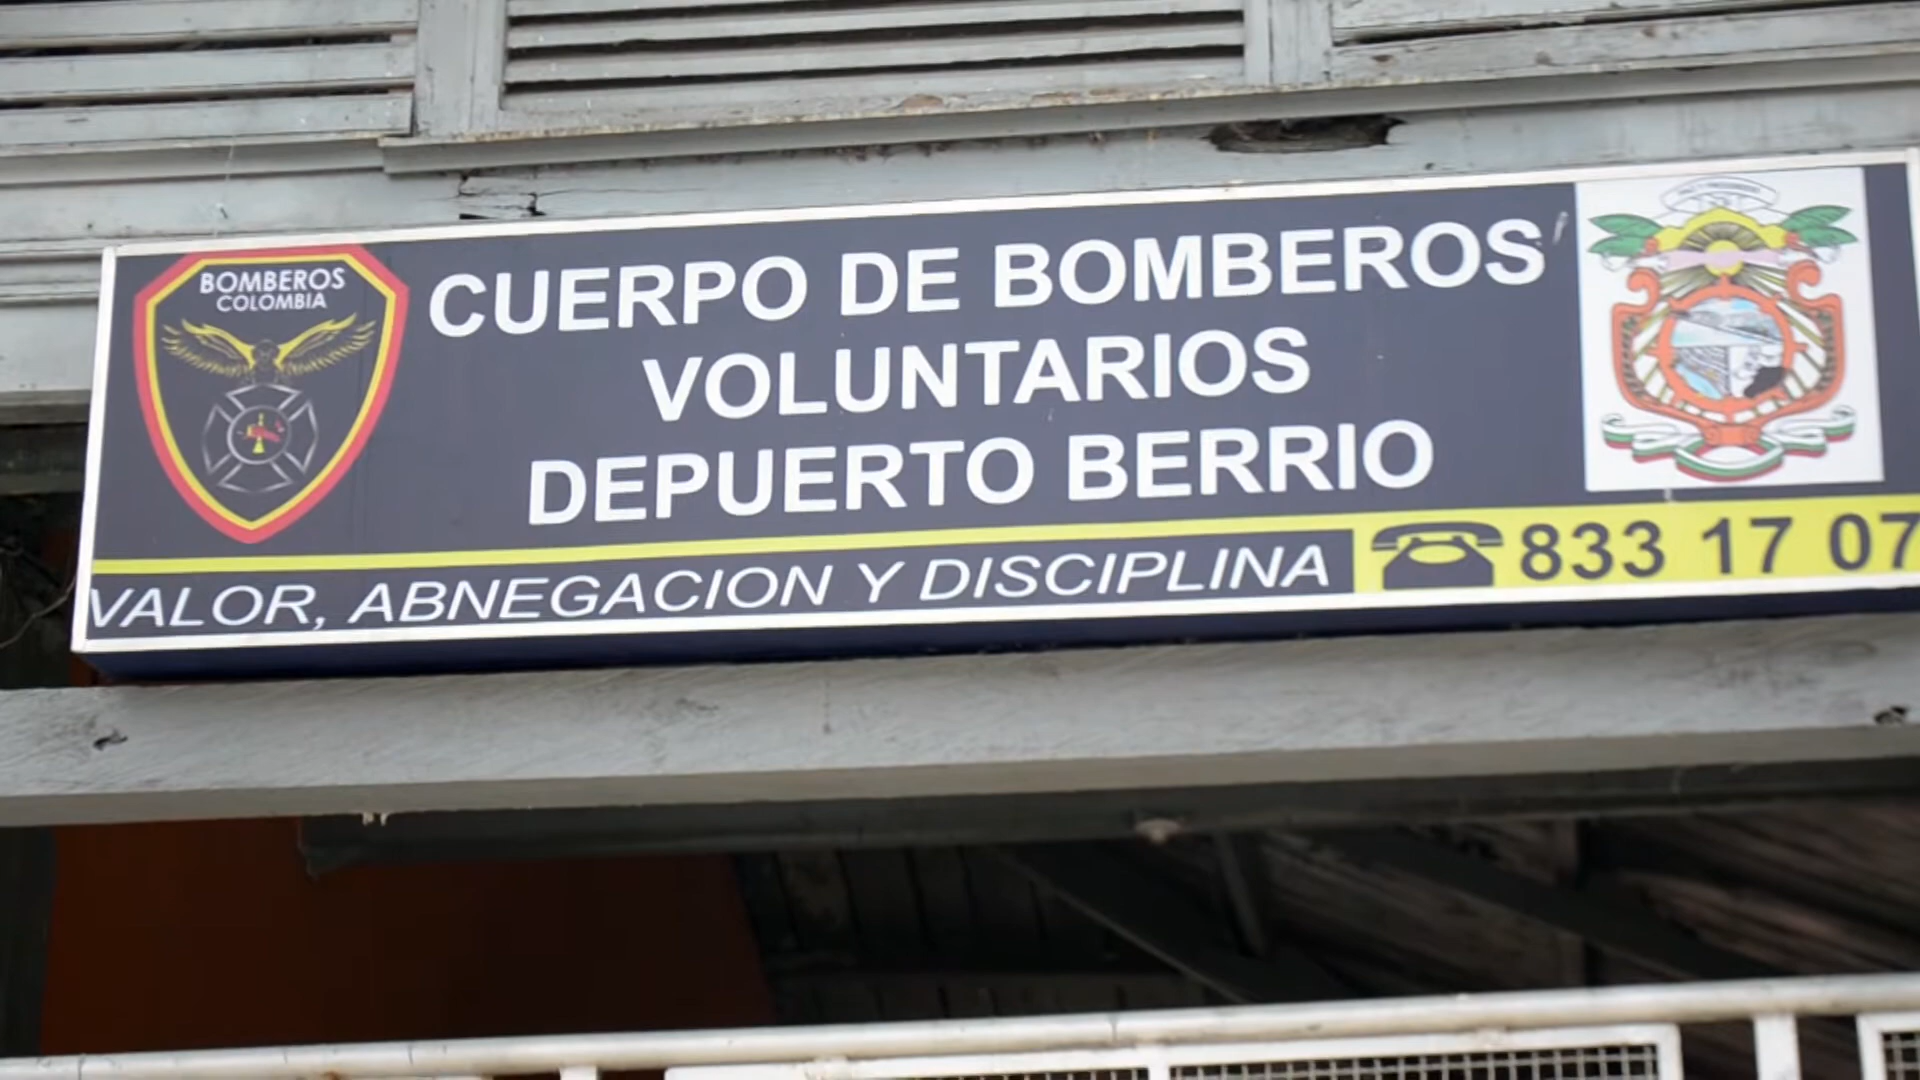 BOMBEROS
COLOMBIA
CUERPO DE BOMBEROS
VOLUNTARIOS
DEPUERTO BERRIO
VALOR, ABNEGACION Y DISCIPLINA
833 17 07